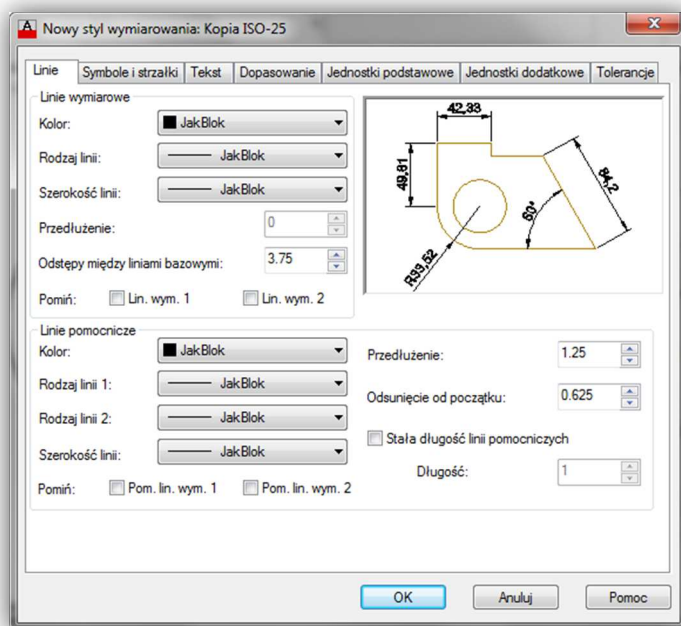 Nowy styl wymiarowania: Kopia ISO-25
Linie Symbole i strzałki Tekst Dopasowanie Jednostki podstawowe Jednostki dodatkowe Tolerancje
Linie wymiarowe
Kolor: JakBlok
Rodzaj linii: JakBlok
Szerokość linii: JakBlok
Przedłużenie: 0
Odstępy między liniami bazowymi: 3.75
Pomiń: Lin. wym. 1 Lin. wym. 2
42,33
49,81
84,2
60°
R33,52
Linie pomocnicze
Kolor: JakBlok
Rodzaj linii 1: JakBlok
Rodzaj linii 2: JakBlok
Szerokość linii: JakBlok
Pomiń: Pom. lin. wym. 1 Pom. lin. wym. 2
Przedłużenie: 1.25
Odsunięcie od początku: 0.625
Stała długość linii pomocniczych
Długość: 1
OK Anuluj Pomoc